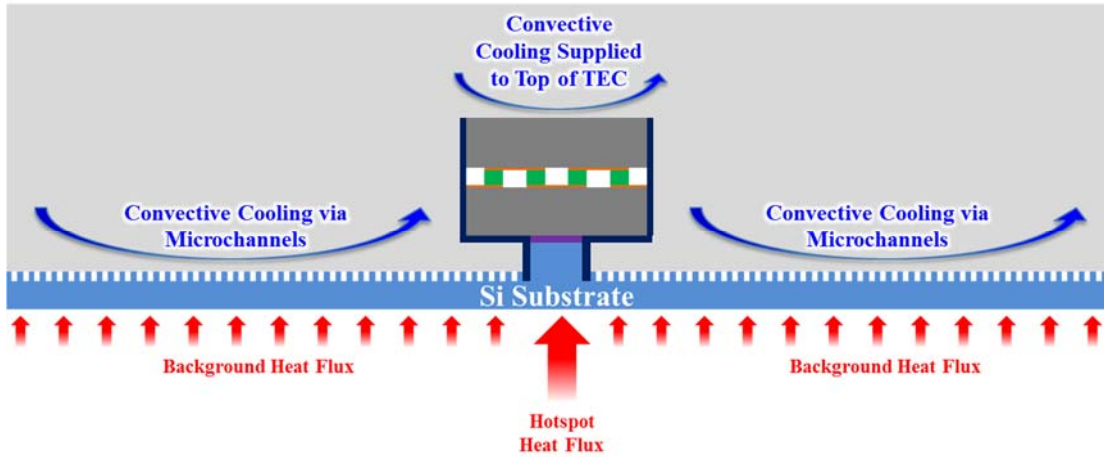 Convective
Cooling Supplied
to Top of TEC
Convective Cooling via
Microchannels
Convective Cooling via
Microchannels
Si Substrate
Background Heat Flux
Background Heat Flux
Hotspot
Heat Flux